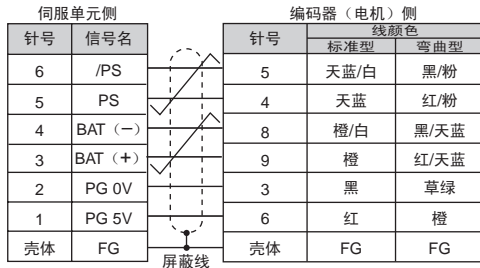 伺服单元侧 编码器（电机）侧
针号 信号名 针号 线颜色
标准型 弯曲型
6 /PS 5 天蓝/白 黑/粉
5 PS 4 天蓝 红/粉
4 BAT（−） 8 橙/白 黑/天蓝
3 BAT（+） 9 橙 红/天蓝
2 PG 0V 3 黑 草绿
1 PG 5V 6 红 橙
壳体 FG 壳体 FG FG
屏蔽线